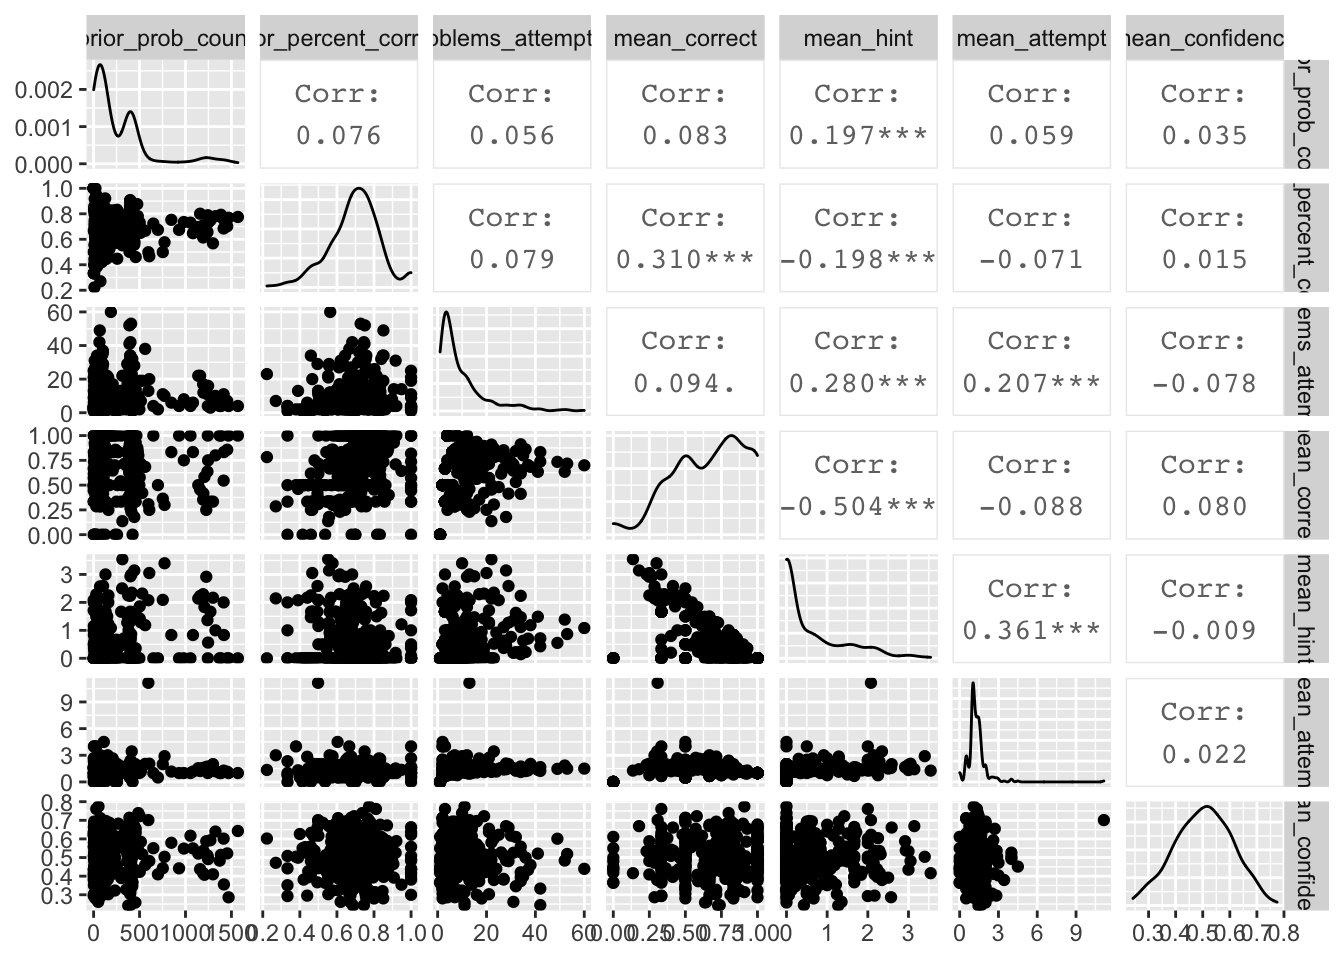 prior_prob_coun
or_percent_corr
oblems_attempt
mean_correct
mean_hint
mean_attempt
mean_confidenc
0.002
0.001
0.000
Corr:
0.076
Corr:
0.056
Corr:
0.083
Corr:
0.197***
Corr:
0.059
Corr:
0.035
or_prob_co
1.0
0.8
0.6
0.4
0.2
Corr:
0.079
Corr:
0.310***
Corr:
-0.198***
Corr:
-0.071
Corr:
0.015
_percent_co
60
40
20
0
Corr:
0.094.
Corr:
0.280***
Corr:
0.207***
Corr:
-0.078
ems_attem
1.00
0.75
0.50
0.25
0.00
Corr:
-0.504***
Corr:
-0.088
Corr:
0.080
ean_corre
3
2
1
0
Corr:
0.361***
Corr:
-0.009
mean_hint
9
6
3
0
Corr:
0.022
ean_attem
0.8
0.7
0.6
0.5
0.4
0.3
an_confide
0 500 1000 1500
0.2 0.4 0.6 0.8 1.0
0 20 40 60
0.00 0.25 0.50 0.75 1.00
0 1 2 3
0 3 6 9
0.3 0.4 0.5 0.6 0.7 0.8